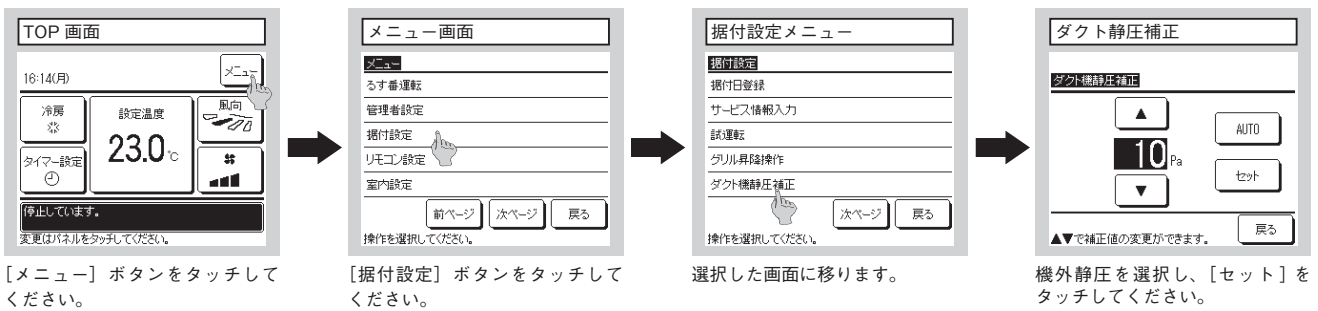 TOP 画面
16:14(月)
メニュー
冷房
設定温度
風向
23.0℃
タイマー設定
停止しています。
変更はパネルをタッチしてください。
[メニュー] ボタンをタッチして
ください。
メニュー画面
メニュー
るす番運転
管理者設定
据付設定
リモコン設定
室内設定
前ページ 次ページ 戻る
操作を選択してください。
[据付設定] ボタンをタッチして
ください。
据付設定メニュー
据付設定
据付日登録
サービス情報入力
試運転
グリル昇降操作
ダクト機静圧補正
次ページ 戻る
操作を選択してください。
選択した画面に移ります。
ダクト静圧補正
ダクト機静圧補正
▲
AUTO
10 Pa
セット
▼
戻る
▲▼で補正値の変更ができます。
機外静圧を選択し、[セット] を
タッチしてください。